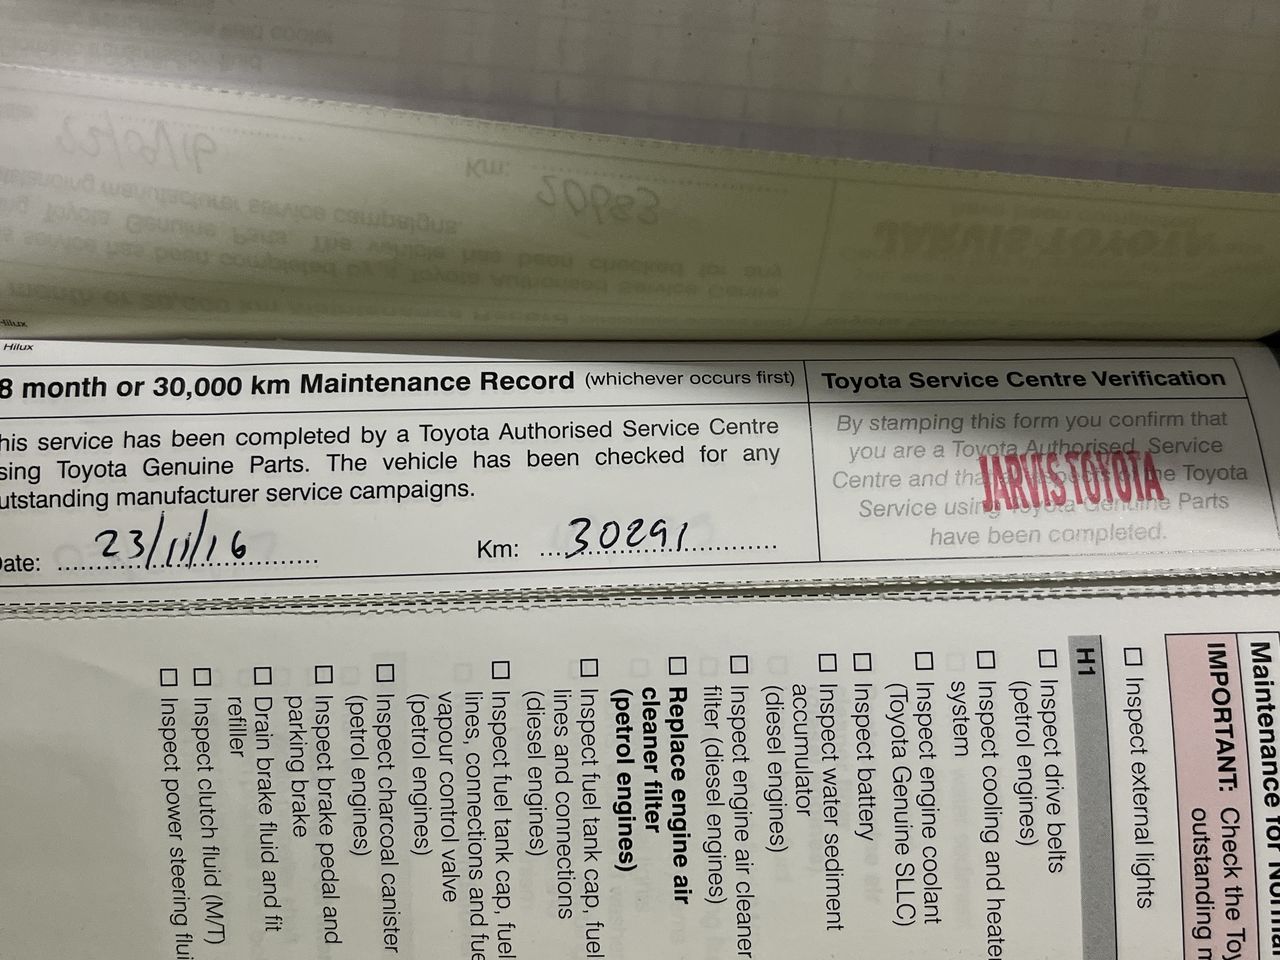 Hilux
Hilux
8 month or 30,000 km Maintenance Record (whichever occurs first)
his service has been completed by a Toyota Authorised Service Centre
sing Toyota Genuine Parts. The vehicle has been checked for any
utstanding manufacturer service campaigns.
ate: 23/11/16 Km: 30291
Toyota Service Centre Verification
By stamping this form you confirm that
you are a Toyota Authorised Service
Centre and tha he Toyota
Service usin Toyota Genuine Parts
have been completed.
JARVIS TOYOTA
Maintenance for Normal
IMPORTANT: Check the Toy
outstanding m
☐ Inspect external lights
H1
☐ Inspect drive belts
(petrol engines)
☐ Inspect cooling and heater
system
☐ Inspect engine coolant
(Toyota Genuine SLLC)
☐ Inspect battery
☐ Inspect water sediment
accumulator
(diesel engines)
☐ Inspect engine air cleaner
filter (diesel engines)
☐ Replace engine air
cleaner filter
(petrol engines)
☐ Inspect fuel tank cap, fuel
lines and connections
(diesel engines)
☐ Inspect fuel tank cap, fuel
lines, connections and fue
vapour control valve
(petrol engines)
☐ Inspect charcoal canister
(petrol engines)
☐ Inspect brake pedal and
parking brake
☐ Drain brake fluid and fit
refiller
☐ Inspect clutch fluid (M/T)
☐ Inspect power steering flui